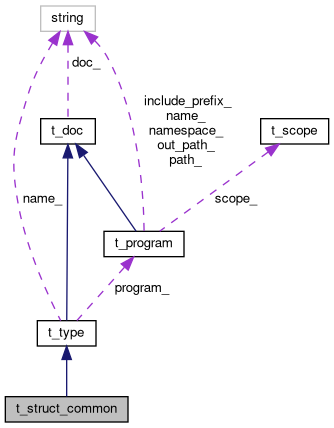 string
doc_
include_prefix_
name_
namespace_
out_path_
path_
t_doc
t_scope
name_
scope_
t_program
program_
t_type
t_struct_common